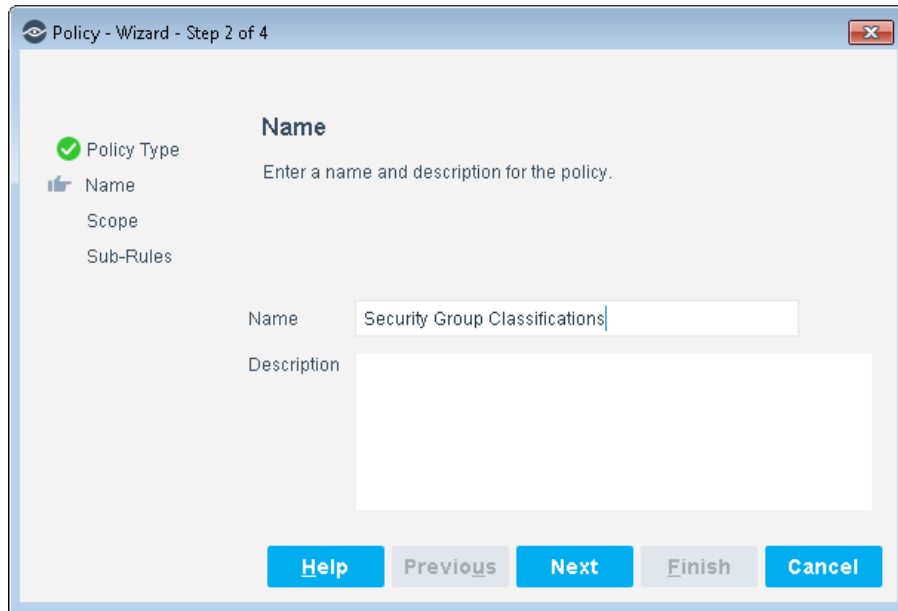 Policy - Wizard - Step 2 of 4
Policy Type
Name
Scope
Sub-Rules
Name
Enter a name and description for the policy.
Name Security Group Classifications
Description
Help Previous Next Finish Cancel